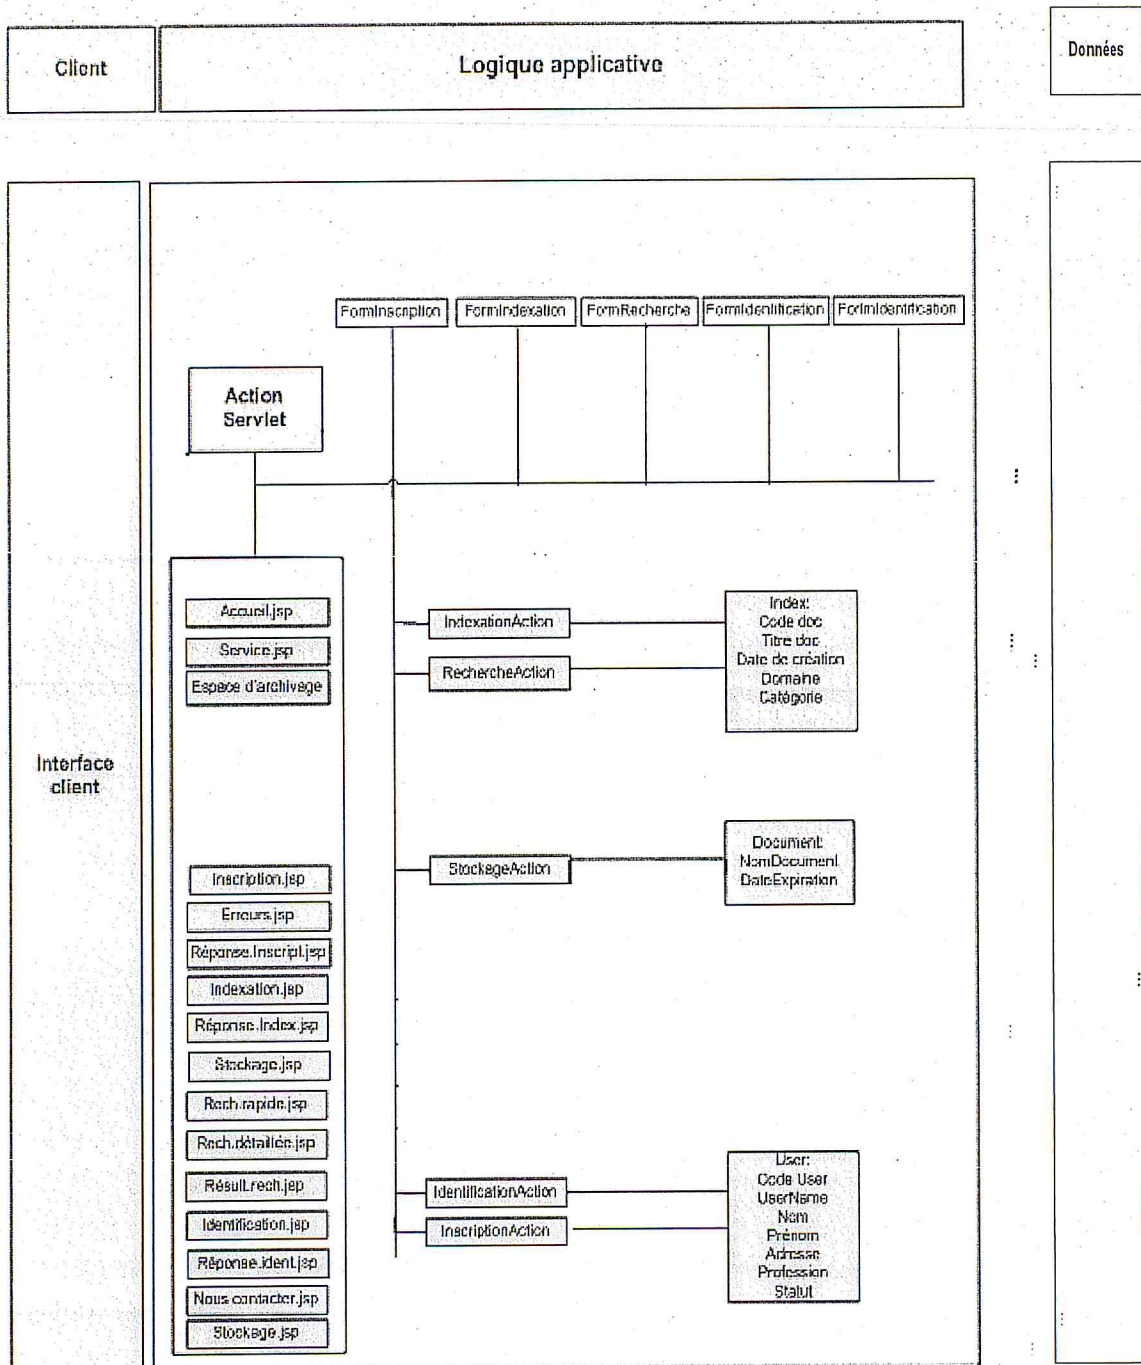 Client
Logique applicative
Données
FormInscription
FormIndexation
FormRecherche
FormIdentification
FormIdentification
Action
Servlet
Accueil.jsp
Service.jsp
Espace d'archivage
IndexationAction
RechercheAction
Index:
Code doc
Titre doc
Date de création
Domaine
Catégorie
Interface
client
StockageAction
Document:
NomDocument
DateExpiration
Inscription.jsp
Erreurs.jsp
Réponse.Inscript.jsp
Indexation.jsp
Réponse.Index.jsp
Stockage.jsp
Rech.rapide.jsp
Rech.détaillée.jsp
Résult.rech.jsp
Identification.jsp
Réponse.ident.jsp
Nous contacter.jsp
Stockage.jsp
IdentificationAction
InscriptionAction
User:
Code User
UserName
Nom
Prénom
Adresse
Profession
Statut